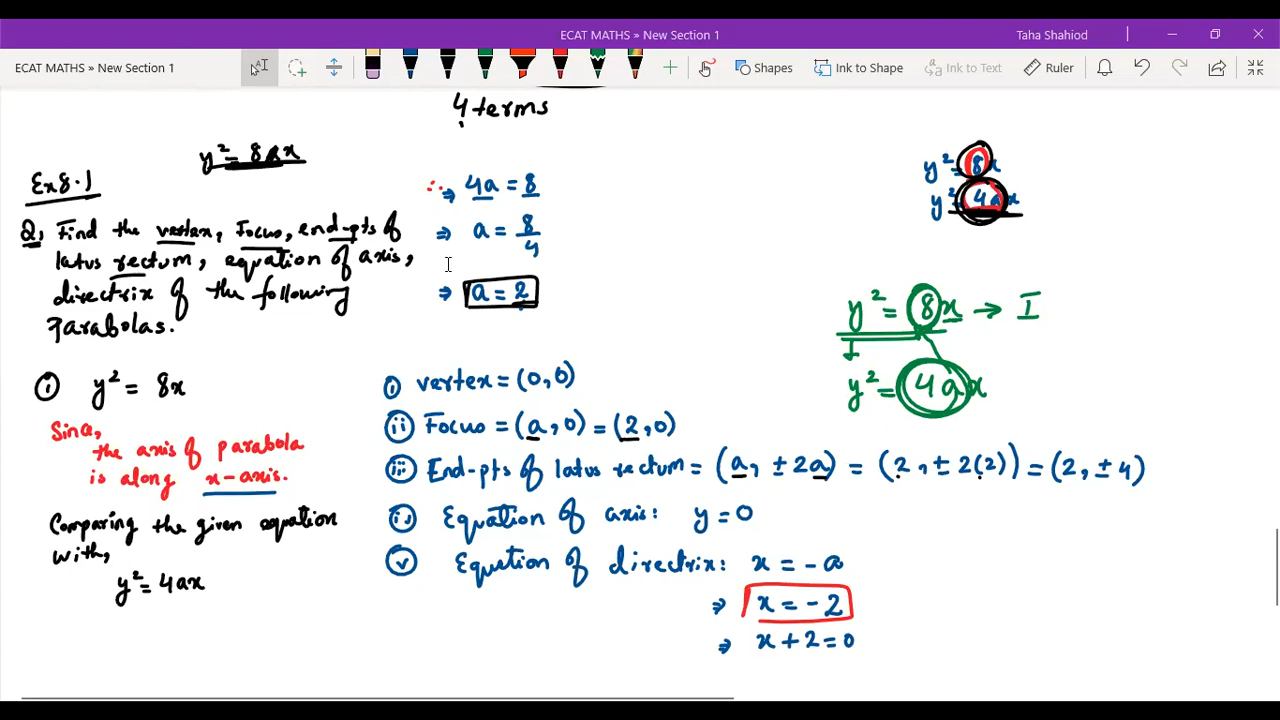 ECAT MATHS » New Section 1
Taha Shahiod
ECAT MATHS » New Section 1
Shapes
Ink to Shape
Ink to Text
Ruler
4 terms
y² = 8ax
Ex8.1
Q, Find the vertex, Focus, end-pts of
latus rectum, equation of axis,
directrix of the following
Parabolas.
① y² = 8x
Since,
the axis of parabola
is along x-axis.
Comparing the given equation
with,
y² = 4ax
∴ ⇒ 4a = 8
⇒ a = 8/4
⇒ a = 2
ⓘ vertex = (0, 0)
ⓘⓘ Focus = (a, 0) = (2, 0)
iii End-pts of latus rectum = (a, ± 2a) = (2, ± 2(2)) = (2, ± 4)
iv Equation of axis: y = 0
v Equation of directrix: x = - a
⇒ x = - 2
⇒ x + 2 = 0
y² = 8x
y² = 4ax
y² = 8x → I
y² = 4ax